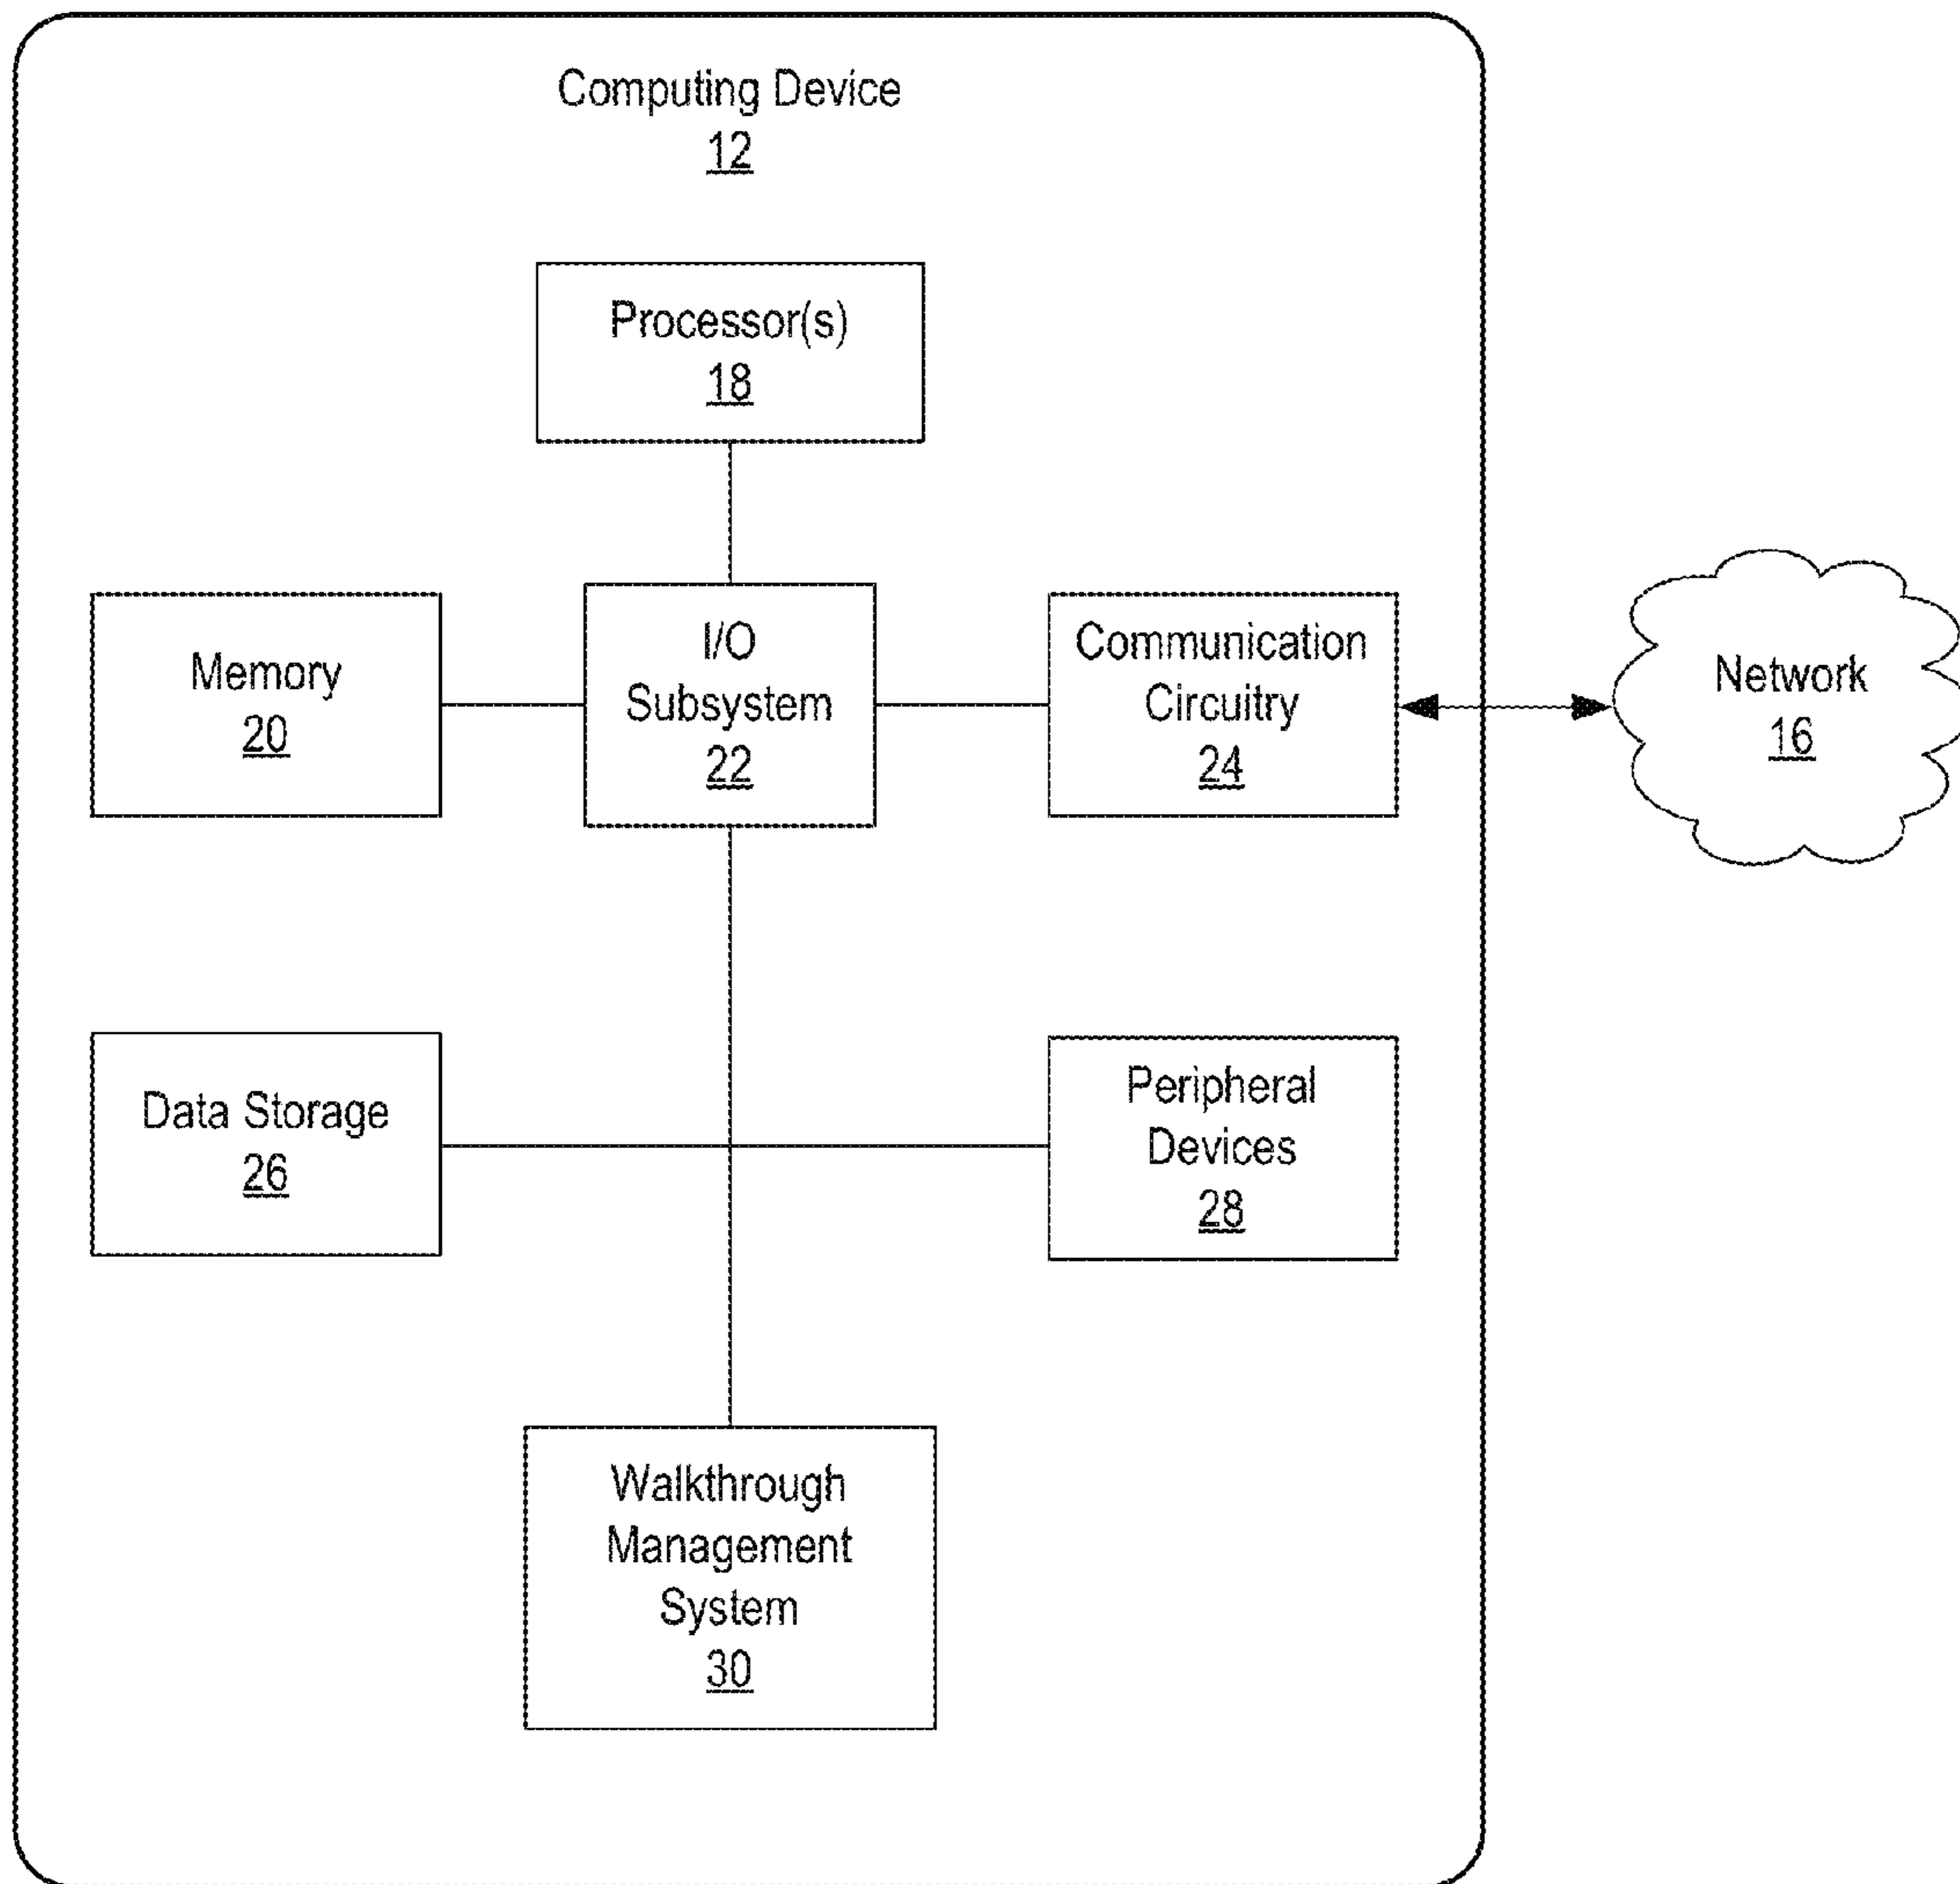 Computing Device
12
Processor(s)
18
Memory
20
I/O
Subsystem
22
Communication
Circuitry
24
Network
16
Data Storage
26
Peripheral
Devices
28
Walkthrough
Management
System
30